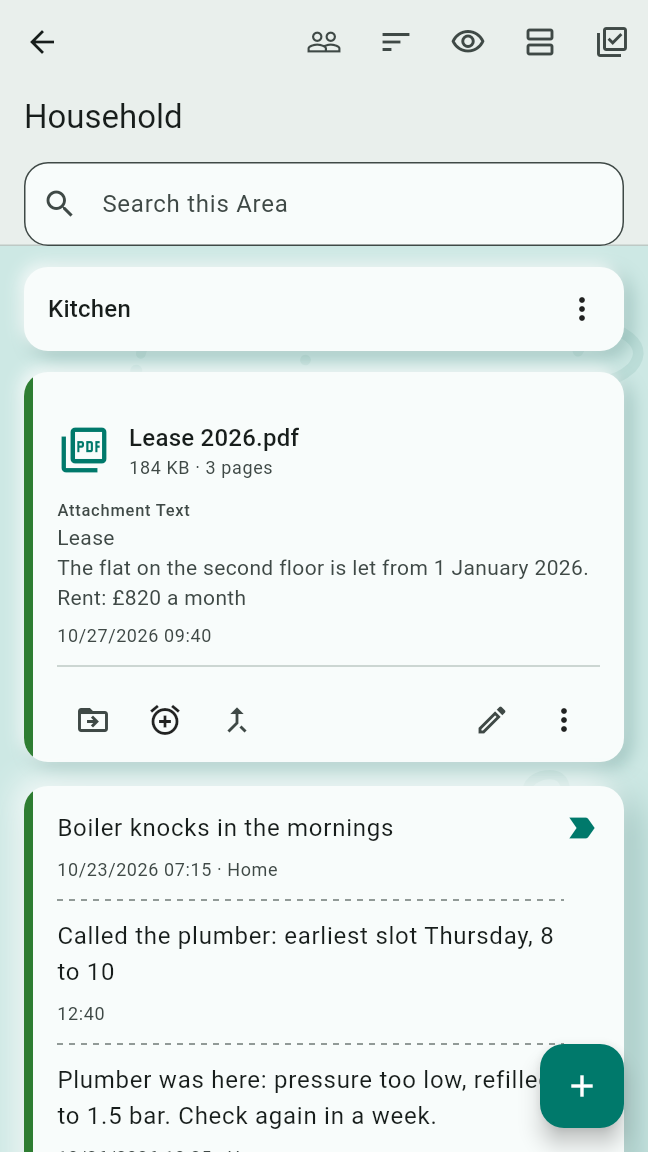 Household
Search this Area
Kitchen
PDF
Lease 2026.pdf
184 KB · 3 pages
Attachment Text
Lease
The flat on the second floor is let from 1 January 2026.
Rent: £820 a month
10/27/2026 09:40
Boiler knocks in the mornings
10/23/2026 07:15 · Home
Called the plumber: earliest slot Thursday, 8
to 10
12:40
Plumber was here: pressure too low, refilled
to 1.5 bar. Check again in a week.